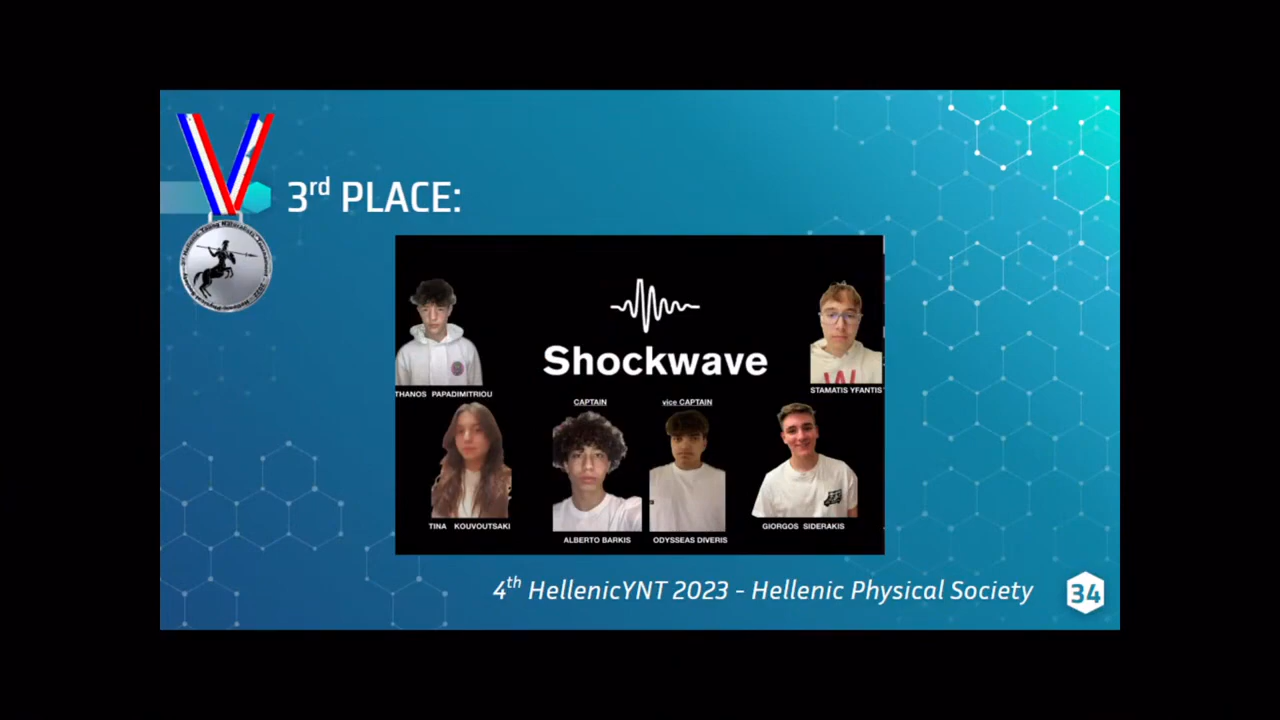 3rd PLACE:
Shockwave
THANOS PAPADIMITRIOU
STAMATIS YFANTIS
CAPTAIN
vice CAPTAIN
W
TINA KOUVOUTSAKI
ALBERTO BARKIS
ODYSSEAS DIVERIS
GIORGOS SIDERAKIS
4th HellenicYNT 2023 - Hellenic Physical Society
34